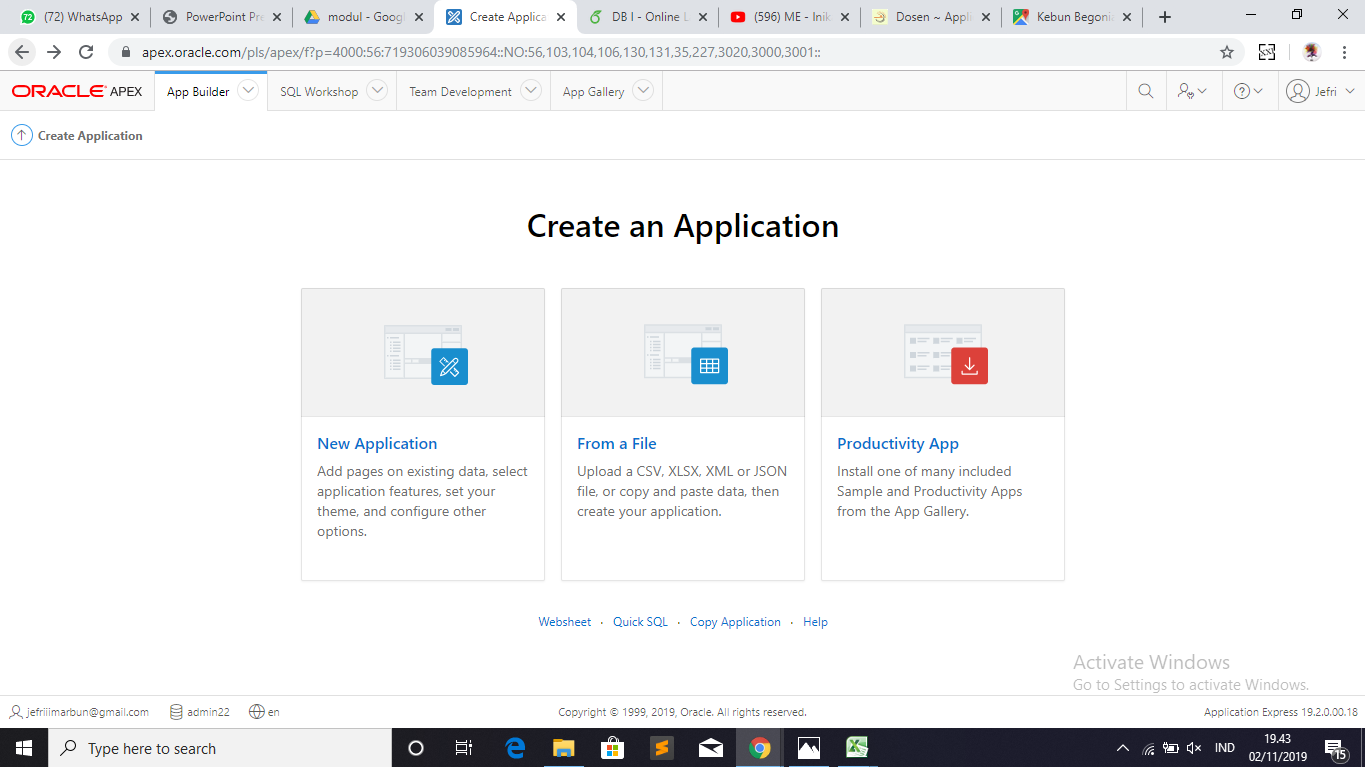 (72) WhatsApp
PowerPoint Pre
modul - Googl
Create Applica
DB I - Online L
(596) ME - Inik
Dosen ~ Appli
Kebun Begonia
apex.oracle.com/pls/apex/f?p=4000:56:719306039085964::NO:56,103,104,106,130,131,35,227,3020,3000,3001::
ORACLE APEX
App Builder
SQL Workshop
Team Development
App Gallery
Jefri
Create Application
Create an Application
New Application
Add pages on existing data, select
application features, set your
theme, and configure other
options.
From a File
Upload a CSV, XLSX, XML or JSON
file, or copy and paste data, then
create your application.
Productivity App
Install one of many included
Sample and Productivity Apps
from the App Gallery.
Websheet · Quick SQL · Copy Application · Help
Activate Windows
Go to Settings to activate Windows.
jefriiimarbun@gmail.com
admin22
en
Copyright © 1999, 2019, Oracle. All rights reserved.
Application Express 19.2.0.00.18
Type here to search
IND
19.43
02/11/2019
15